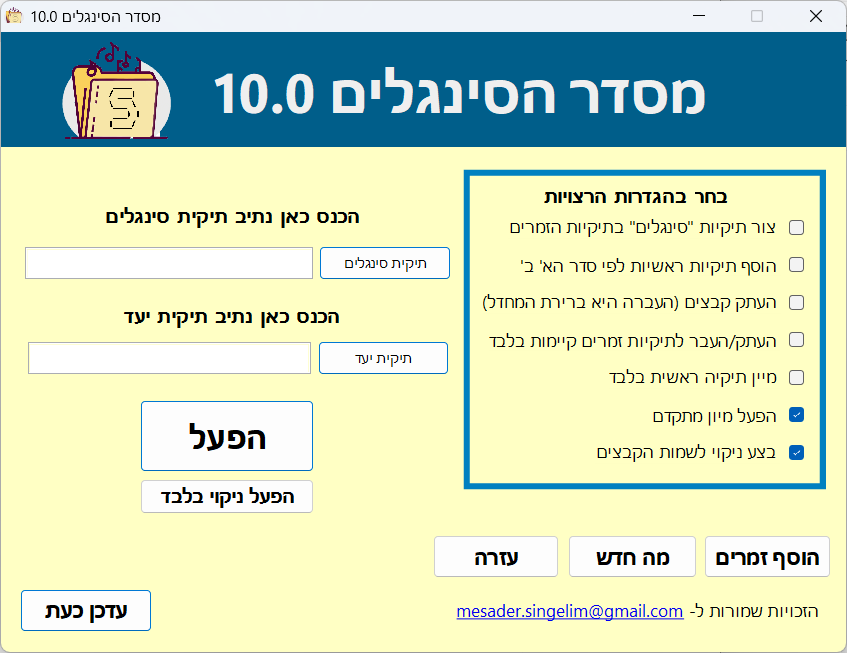 מסדר הסינגלים 10.0
מסדר הסינגלים 10.0
בחר בהגדרות הרצויות
צור תיקיות "סינגלים" בתיקיות הזמרים
הוסף תיקיות ראשיות לפי סדר הא' ב'
העתק קבצים (העברה היא ברירת המחדל)
העתק/העבר לתיקיות זמרים קיימות בלבד
מיין תיקיה ראשית בלבד
הפעל מיון מתקדם
בצע ניקוי לשמות הקבצים
הכנס כאן נתיב תיקית סינגלים
תיקית סינגלים
הכנס כאן נתיב תיקית יעד
תיקית יעד
הפעל
הפעל ניקוי בלבד
הוסף זמרים
מה חדש
עזרה
הזכויות שמורות ל- mesader.singelim@gmail.com
עדכן כעת